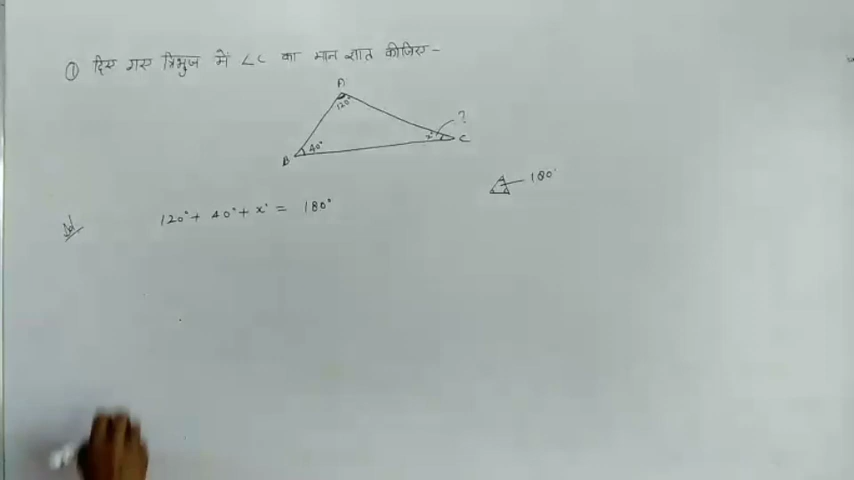 ① दिए गए त्रिभुज में ∠C का मान ज्ञात कीजिए -
A
120°
?
x°
C
40°
B
180°
Sol
120° + 40° + x° = 180°